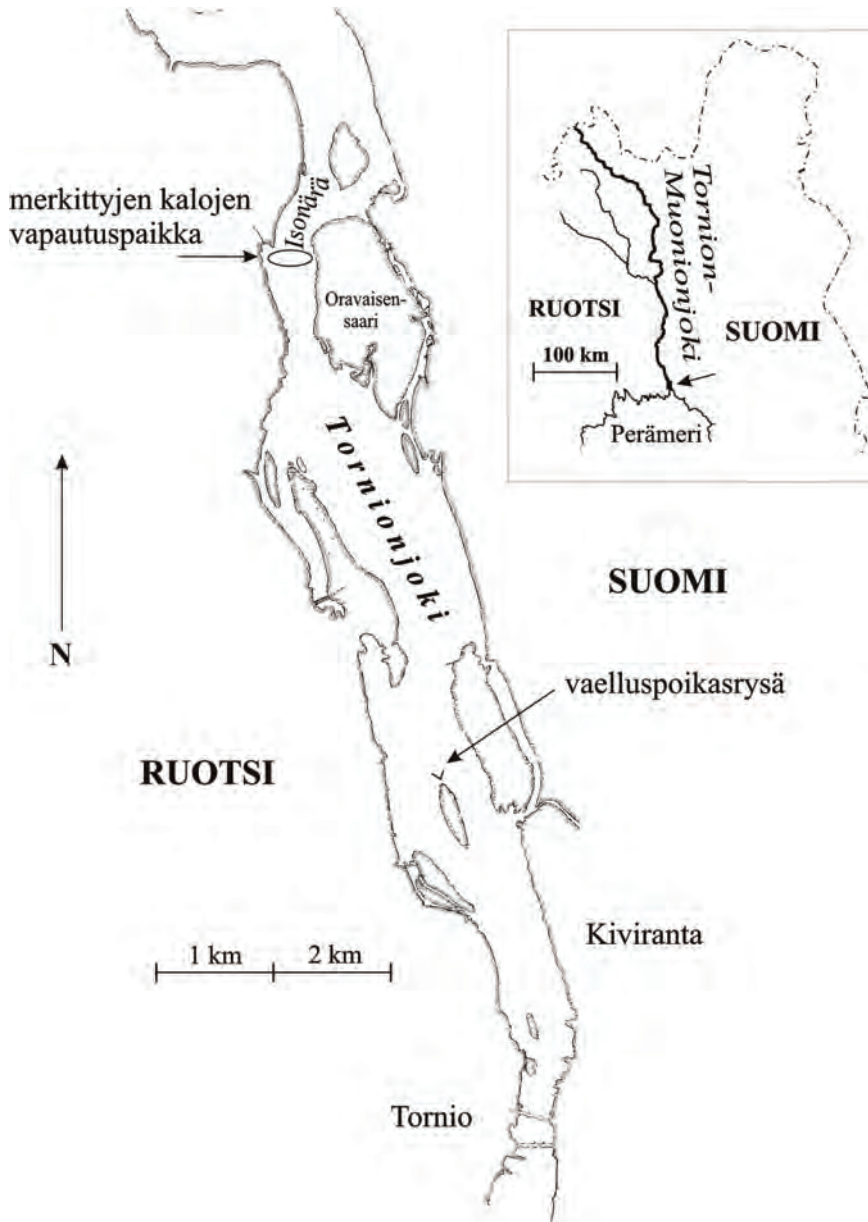 merkittyjen kalojen
vapautuspaikka
Isonärä
Oravaisen-
saari
Tornionjoki
N
SUOMI
vaelluspoikasrysä
RUOTSI
1 km
2 km
Kiviranta
Tornio
Tornion-
Muonionjoki
RUOTSI
SUOMI
100 km
Perämeri